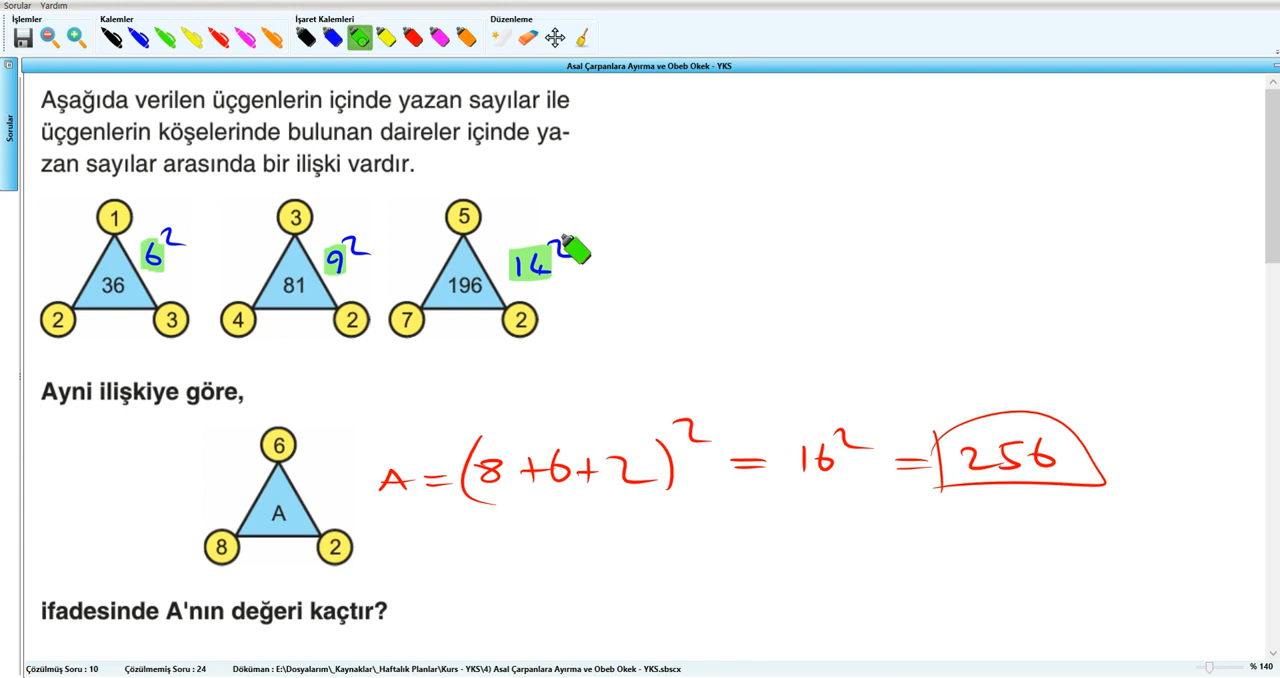 Sorular Yardım
İşlemler Kalemler İşaret Kalemleri Düzenleme
Asal Çarpanlara Ayırma ve Obeb Okek - YKS
Sorular
Aşağıda verilen üçgenlerin içinde yazan sayılar ile
üçgenlerin köşelerinde bulunan daireler içinde ya-
zan sayılar arasında bir ilişki vardır.
1 3 5
6² 9² 14²
36 81 196
2 3 4 2 7 2
Ayni ilişkiye göre,
6
A = (8+6+2)² = 16² = 256
A
8 2
ifadesinde A'nın değeri kaçtır?
Çözülmüş Soru : 10 Çözülmemiş Soru : 24 Döküman : E:\Dosyalarım\_Kaynaklar\_Haftalık Planlar\Kurs - YKS\4) Asal Çarpanlara Ayırma ve Obeb Okek - YKS.sbscx % 140